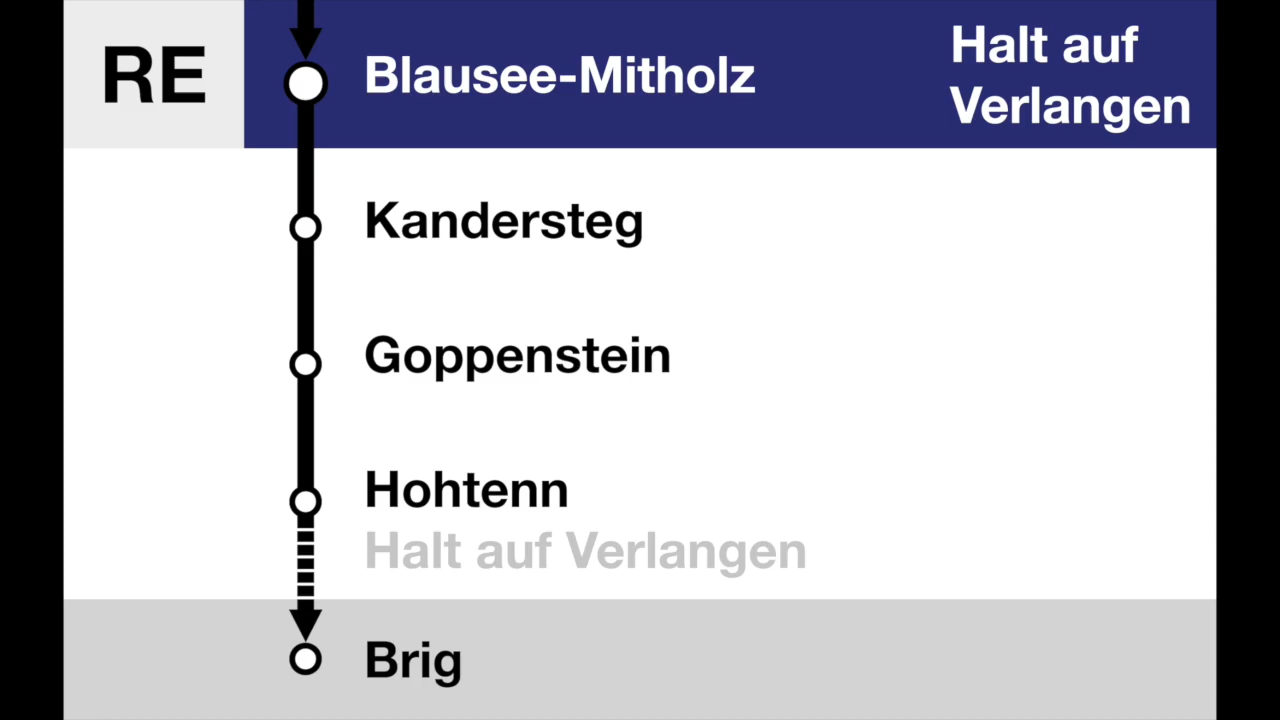 RE
Blausee-Mitholz
Halt auf
Verlangen
Kandersteg
Goppenstein
Hohtenn
Halt auf Verlangen
Brig